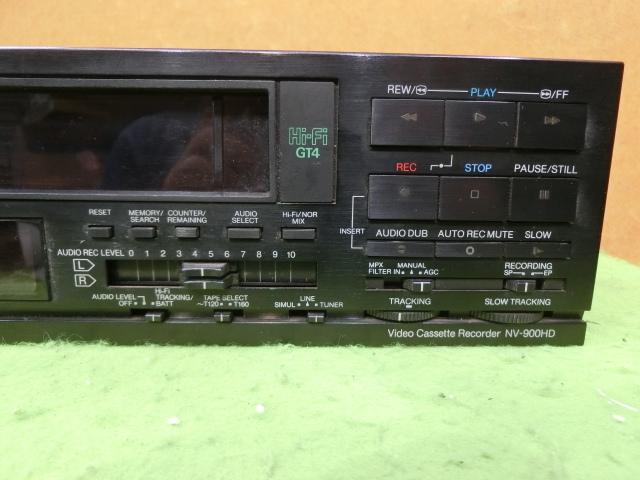 REW/ PLAY /FF
Hi-Fi
GT4
REC STOP PAUSE/STILL
RESET MEMORY/ SEARCH COUNTER/ REMAINING AUDIO SELECT Hi-Fi/NOR MIX
INSERT
AUDIO DUB AUTO REC MUTE SLOW
AUDIO REC LEVEL 0 1 2 3 4 5 6 7 8 9 10
L
R
MPX FILTER IN MANUAL AGC
RECORDING
SP EP
AUDIO LEVEL OFF Hi-Fi TRACKING/ BATT
TAPE SELECT
~T120 T160
LINE
SIMUL TUNER
TRACKING SLOW TRACKING
Video Cassette Recorder NV-900HD